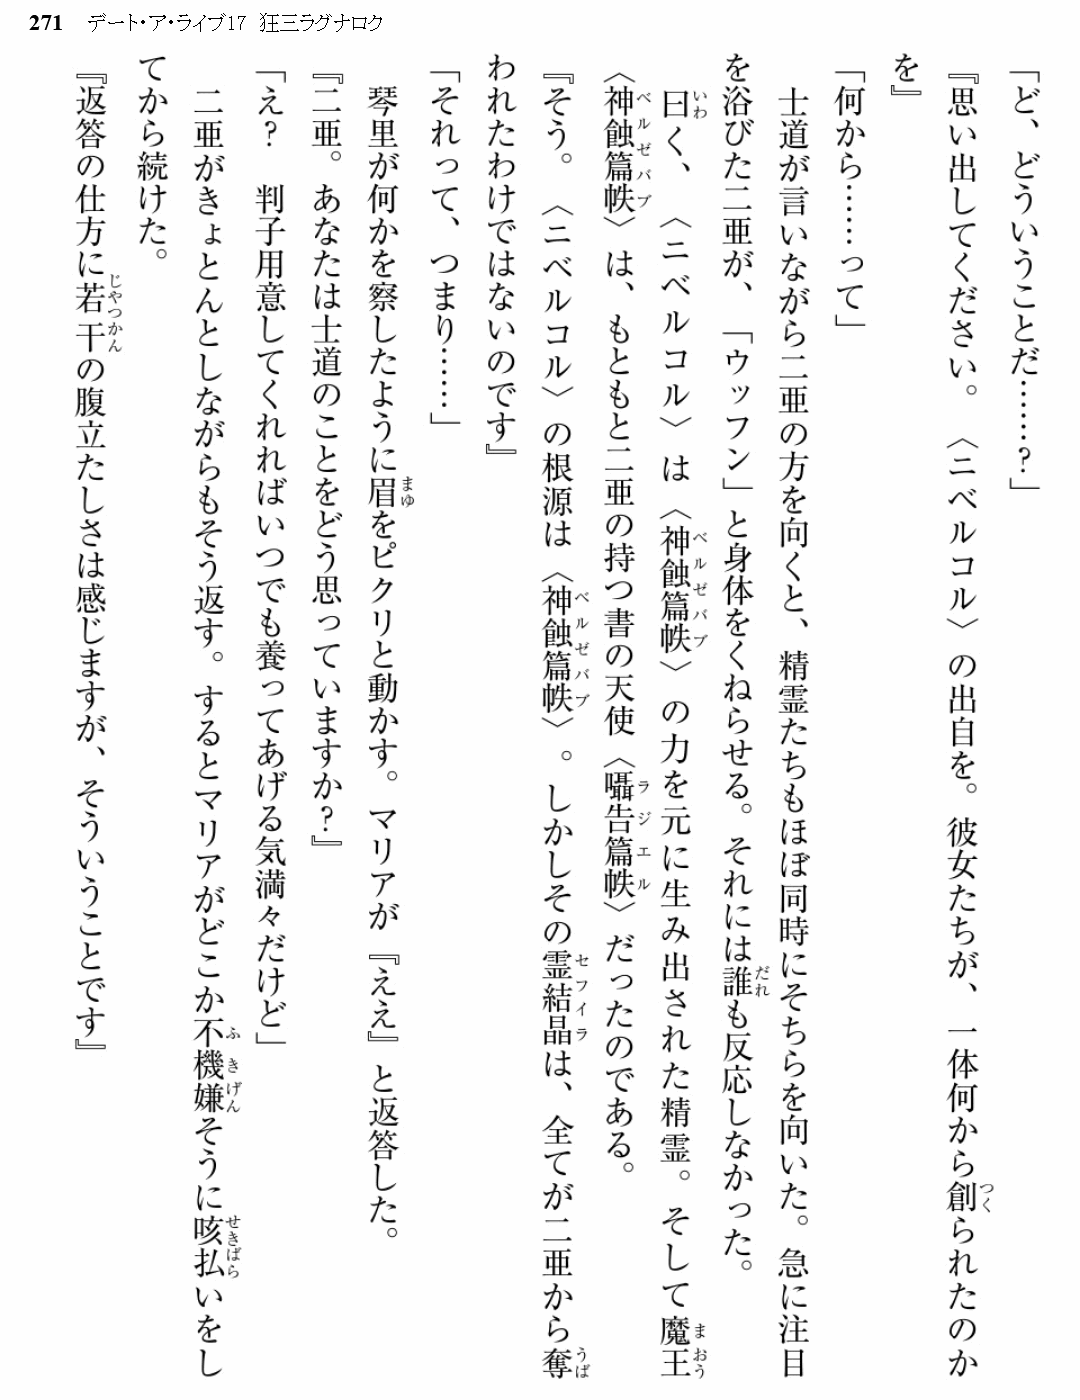 271　デート・ア・ライブ17　狂三ラグナロク
「ど、どういうことだ……？」
『思い出してください。〈ニベルコル〉の出自を。彼女たちが、一体何から創られたのか
を』
「何から……って」
　士道が言いながら二亜の方を向くと、精霊たちもほぼ同時にそちらを向いた。急に注目
を浴びた二亜が、「ウッフン」と身体をくねらせる。それには誰も反応しなかった。
　曰く、〈ニベルコル〉は〈神蝕篇帙〉の力を元に生み出された精霊。そして魔王
〈神蝕篇帙〉は、もともと二亜の持つ書の天使〈囁告篇帙〉だったのである。
『そう。〈ニベルコル〉の根源は〈神蝕篇帙〉。しかしその霊結晶は、全てが二亜から奪
われたわけではないのです』
「それって、つまり……」
　琴里が何かを察したように眉をピクリと動かす。マリアが『ええ』と返答した。
『二亜。あなたは士道のことをどう思っていますか？』
「え？　判子用意してくれればいつでも養ってあげる気満々だけど」
　二亜がきょとんとしながらもそう返す。するとマリアがどこか不機嫌そうに咳払いをし
てから続けた。
『返答の仕方に若干の腹立たしさは感じますが、そういうことです』